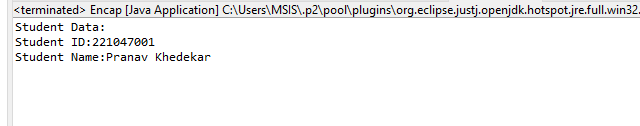 <terminated> Encap [Java Application] C:\Users\MSIS\.p2\pool\plugins\org.eclipse.justj.openjdk.hotspot.jre.full.win32.
Student Data:
Student ID:221047001
Student Name:Pranav Khedekar